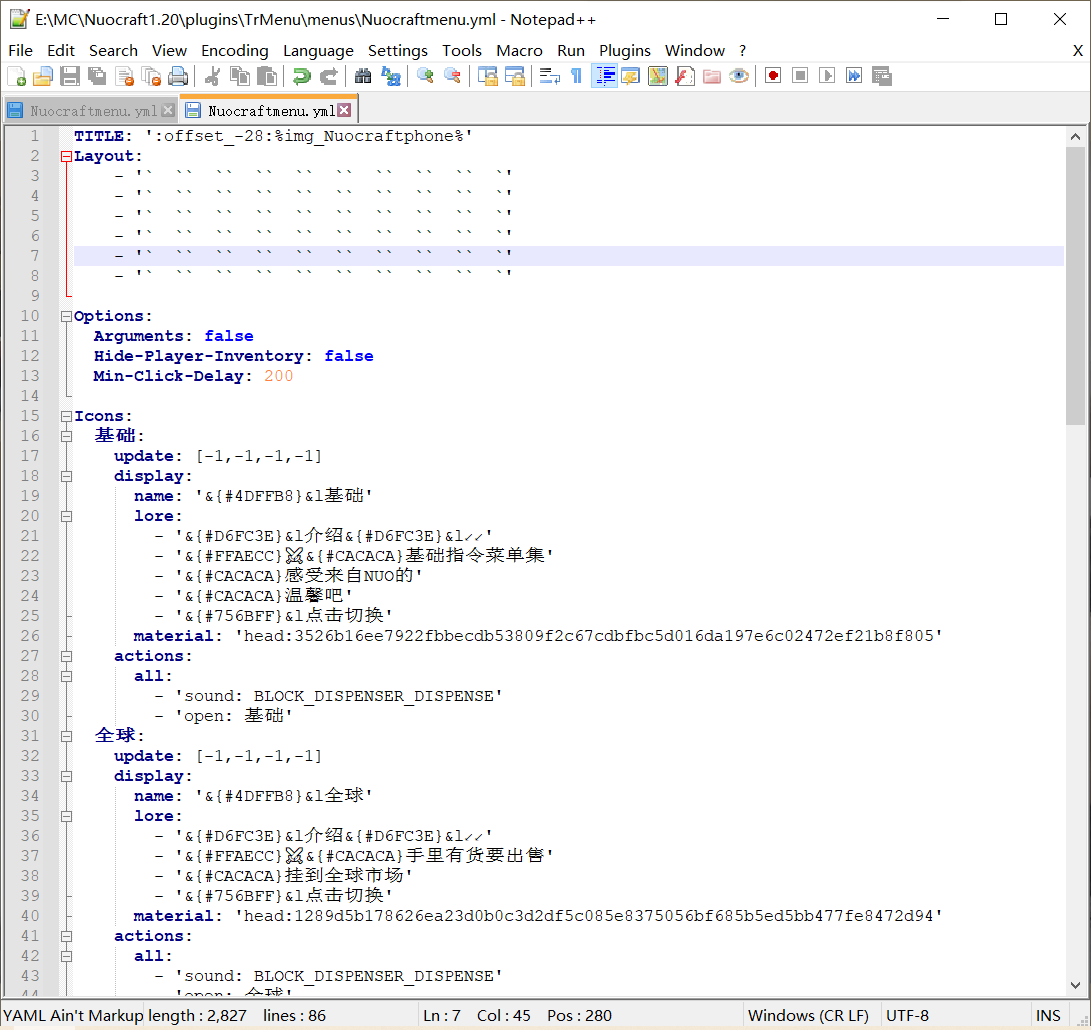 E:\MC\Nuocraft1.20\plugins\TrMenu\menus\Nuocraftmenu.yml - Notepad++
File Edit Search View Encoding Language Settings Tools Macro Run Plugins Window ? X
Nuocraftmenu.yml Nuocraftmenu.yml
1 TITLE: ':offset_-28:%img_Nuocraftphone%'
2 Layout:
3 - '`  ``  ``  ``  ``  ``  ``  ``  ``  `'
4 - '`  ``  ``  ``  ``  ``  ``  ``  ``  `'
5 - '`  ``  ``  ``  ``  ``  ``  ``  ``  `'
6 - '`  ``  ``  ``  ``  ``  ``  ``  ``  `'
7 - '`  ``  ``  ``  ``  ``  ``  ``  ``  `'
8 - '`  ``  ``  ``  ``  ``  ``  ``  ``  `'
9
10 Options:
11 Arguments: false
12 Hide-Player-Inventory: false
13 Min-Click-Delay: 200
14
15 Icons:
16 基础:
17 update: [-1,-1,-1,-1]
18 display:
19 name: '&{#4DFFB8}&l基础'
20 lore:
21 - '&{#D6FC3E}&l介绍&{#D6FC3E}&l✓✓'
22 - '&{#FFAECC}⚔&{#CACACA}基础指令菜单集'
23 - '&{#CACACA}感受来自NUO的'
24 - '&{#CACACA}温馨吧'
25 - '&{#756BFF}&l点击切换'
26 material: 'head:3526b16ee7922fbbecdb53809f2c67cdbfbc5d016da197e6c02472ef21b8f805'
27 actions:
28 all:
29 - 'sound: BLOCK_DISPENSER_DISPENSE'
30 - 'open: 基础'
31 全球:
32 update: [-1,-1,-1,-1]
33 display:
34 name: '&{#4DFFB8}&l全球'
35 lore:
36 - '&{#D6FC3E}&l介绍&{#D6FC3E}&l✓✓'
37 - '&{#FFAECC}⚔&{#CACACA}手里有货要出售'
38 - '&{#CACACA}挂到全球市场'
39 - '&{#756BFF}&l点击切换'
40 material: 'head:1289d5b178626ea23d0b0c3d2df5c085e8375056bf685b5ed5bb477fe8472d94'
41 actions:
42 all:
43 - 'sound: BLOCK_DISPENSER_DISPENSE'
44 - 'open: 全球'
YAML Ain't Markup length : 2,827 lines : 86 Ln : 7 Col : 45 Pos : 280 Windows (CR LF) UTF-8 INS